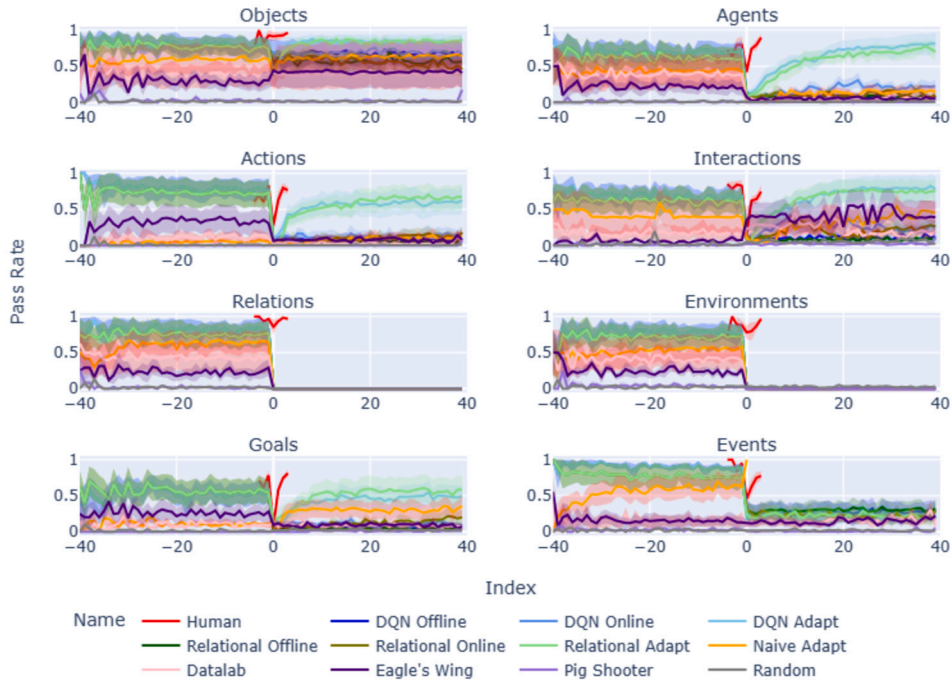 Objects
Agents
1
0.5
0
−40 −20 0 20 40
1
0.5
0
−40 −20 0 20 40
Actions
Interactions
1
0.5
0
−40 −20 0 20 40
1
0.5
0
−40 −20 0 20 40
Pass Rate
Relations
Environments
1
0.5
0
−40 −20 0 20 40
1
0.5
0
−40 −20 0 20 40
Goals
Events
1
0.5
0
−40 −20 0 20 40
1
0.5
0
−40 −20 0 20 40
Index
Name Human DQN Offline DQN Online DQN Adapt
Relational Offline Relational Online Relational Adapt Naive Adapt
Datalab Eagle's Wing Pig Shooter Random